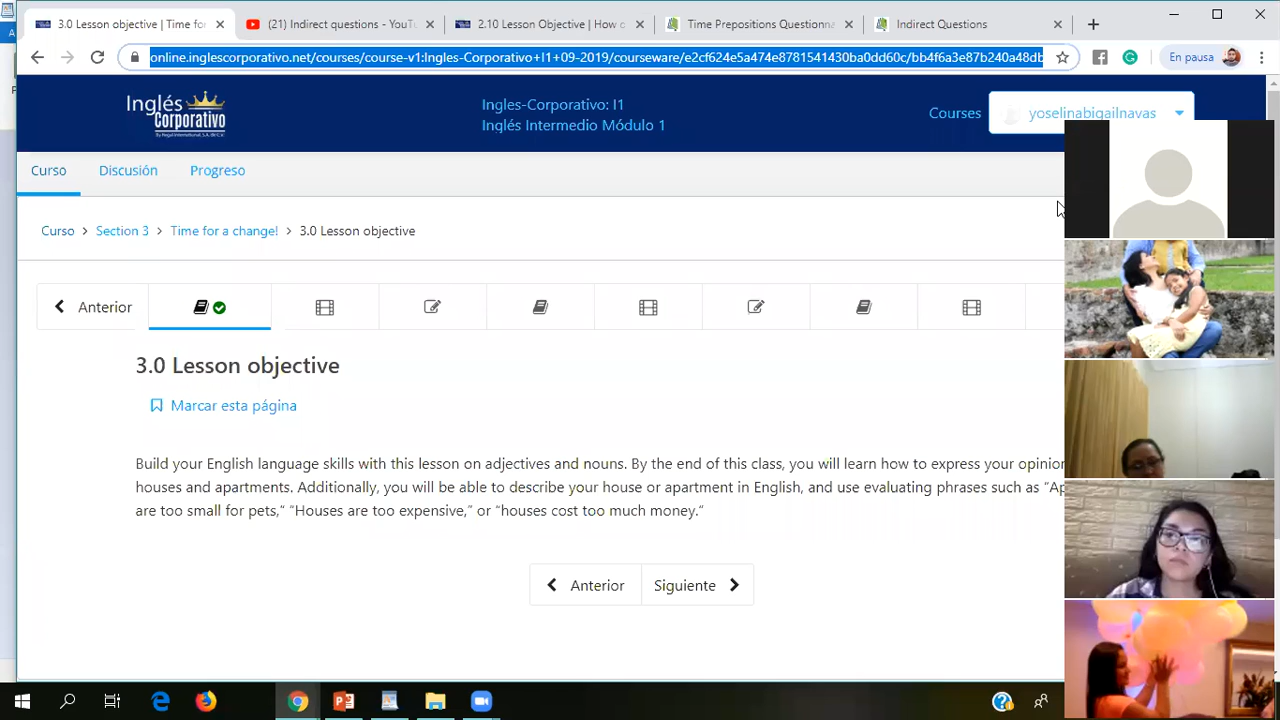 3.0 Lesson objective | Time for
(21) Indirect questions - YouTu
2.10 Lesson Objective | How o
Time Prepositions Questionna
Indirect Questions
online.inglescorporativo.net/courses/course-v1:Ingles-Corporativo+I1+09-2019/courseware/e2cf624e5a474e8781541430ba0dd60c/bb4f6a3e87b240a48db
En pausa
Inglés
Corporativo
Ingles-Corporativo: I1
Inglés Intermedio Módulo 1
Courses
yoselinabigailnavas
Curso
Discusión
Progreso
Curso > Section 3 > Time for a change! > 3.0 Lesson objective
Anterior
3.0 Lesson objective
Marcar esta página
Build your English language skills with this lesson on adjectives and nouns. By the end of this class, you will learn how to express your opinion
houses and apartments. Additionally, you will be able to describe your house or apartment in English, and use evaluating phrases such as “Ap
are too small for pets,“ “Houses are too expensive,” or “houses cost too much money.“
Anterior
Siguiente